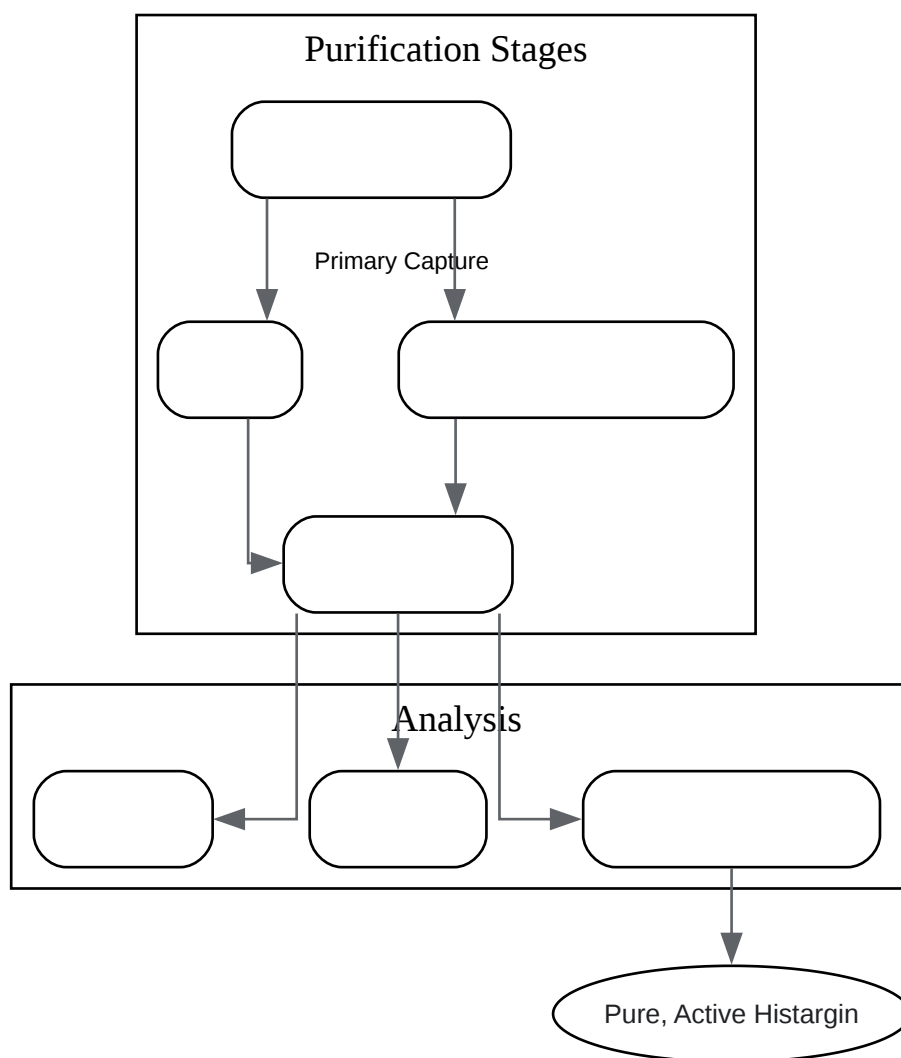 Purification Stages
Primary Capture
Analysis
Pure, Active Histargin